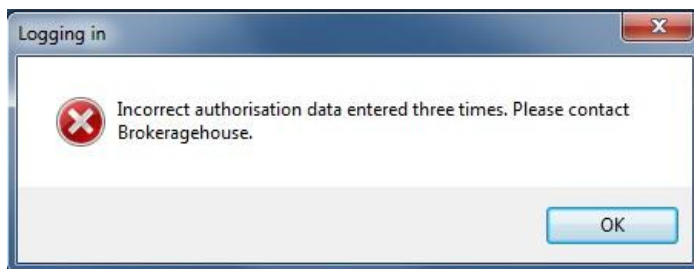 Logging in
Incorrect authorisation data entered three times. Please contact
Brokeragehouse.
OK